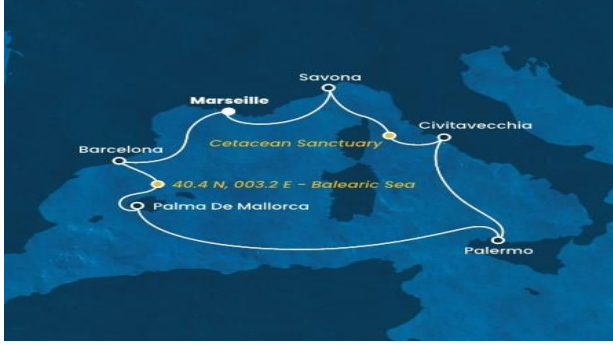 Savona
Marseille
Civitavecchia
Cetacean Sanctuary
Barcelona
40.4 N, 003.2 E - Balearic Sea
Palma De Mallorca
Palermo